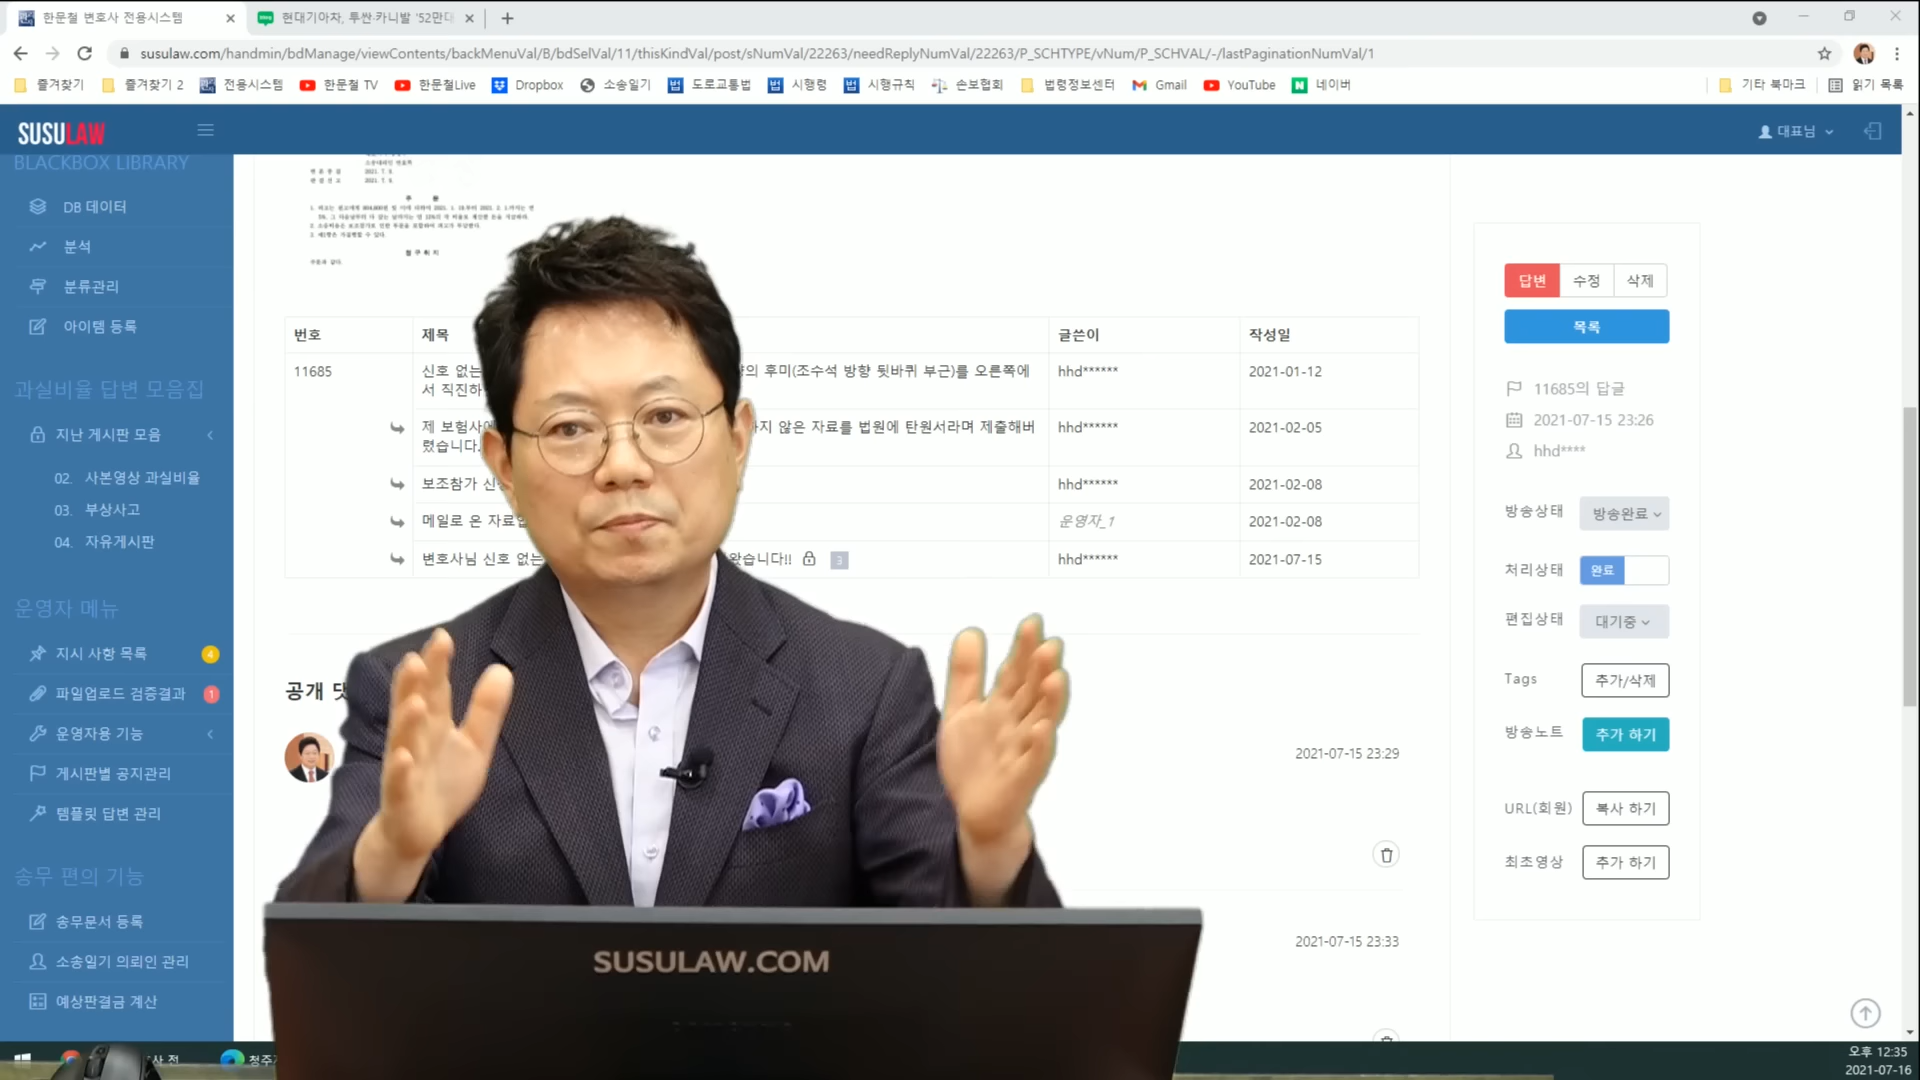 한문철 변호사 전용시스템
현대기아차, 투싼·카니발 '52만대
susulaw.com/handmin/bdManage/viewContents/backMenuVal/B/bdSelVal/11/thisKindVal/post/sNumVal/22263/needReplyNumVal/22263/P_SCHTYPE/vNum/P_SCHVAL/-/lastPaginationNumVal/1
즐겨찾기 즐겨찾기 2 전용시스템 한문철 TV 한문철Live Dropbox 소송일기 도로교통법 시행령 시행규칙 손보협회 법령정보센터 Gmail YouTube 네이버 기타 북마크 읽기 목록
SUSULAW
대표님
BLACKBOX LIBRARY
DB 데이터
분석
분류관리
아이템 등록
과실비율 답변 모음집
지난 게시판 모음
02. 사본영상 과실비율
03. 부상사고
04. 자유게시판
운영자 메뉴
지시 사항 목록 4
파일업로드 검증결과 1
운영자용 기능
게시판별 공지관리
템플릿 답변 관리
송무 편의 기능
송무문서 등록
소송일기 의뢰인 관리
예상판결금 계산
2021. 7. 9.
주 문
청 구 취 지
번호 제목 글쓴이 작성일
11685 신호 없는 의 후미(조수석 방향 뒷바퀴 부근)를 오른쪽에 hhd****** 2021-01-12
서 직진하
제 보험사에 지 않은 자료를 법원에 탄원서라며 제출해버 hhd****** 2021-02-05
렸습니다.
보조참가 신 hhd****** 2021-02-08
메일로 온 자료 운영자_1 2021-02-08
변호사님 신호 없는 왔습니다!! 3 hhd****** 2021-07-15
공개 댓
2021-07-15 23:29
2021-07-15 23:33
답변 수정 삭제
목록
11685의 답글
2021-07-15 23:26
hhd****
방송상태 방송완료
처리상태 완료
편집상태 대기중
Tags 추가/삭제
방송노트 추가 하기
URL(회원) 복사 하기
최초영상 추가 하기
SUSULAW.COM
사 전
청주
오후 12:35
2021-07-16